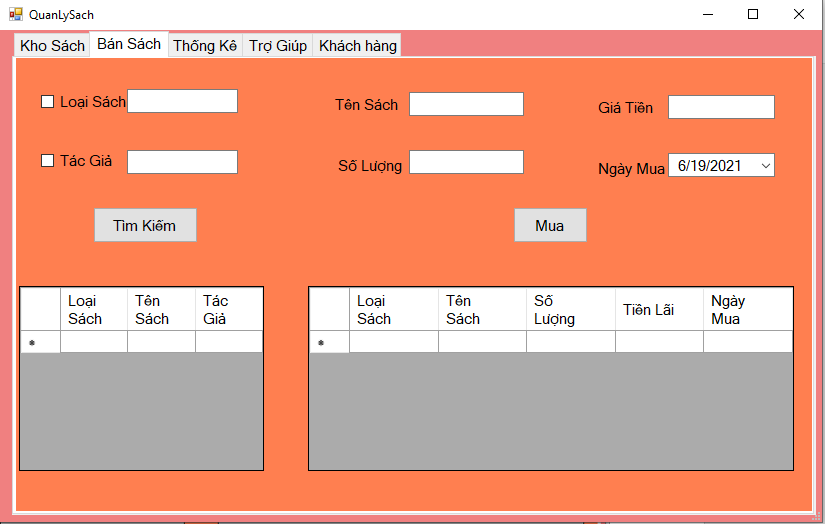 QuanLySach
Kho Sách Bán Sách Thống Kê Trợ Giúp Khách hàng
Loại Sách Tên Sách Giá Tiền
Tác Giả Số Lượng Ngày Mua 6/19/2021
Tìm Kiếm Mua
Loại Sách
Tên Sách
Tác Giả
Loại Sách
Tên Sách
Số Lượng
Tiền Lãi
Ngày Mua